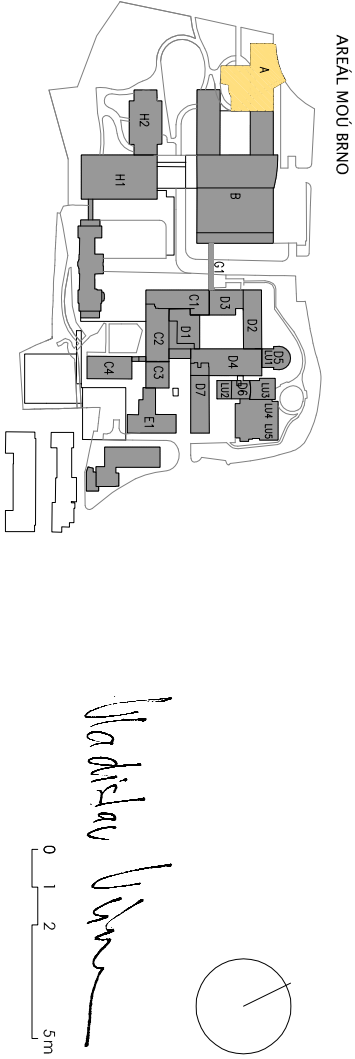 AREÁL MOÚ BRNO
A
H2
B
H1
G1
C1
D3
D2
D1
C2
D5
LU1
D4
C4
C3
D6
LU3
LU2
D7
LU4
LU5
E1
Vladislav
0 1 2 5m